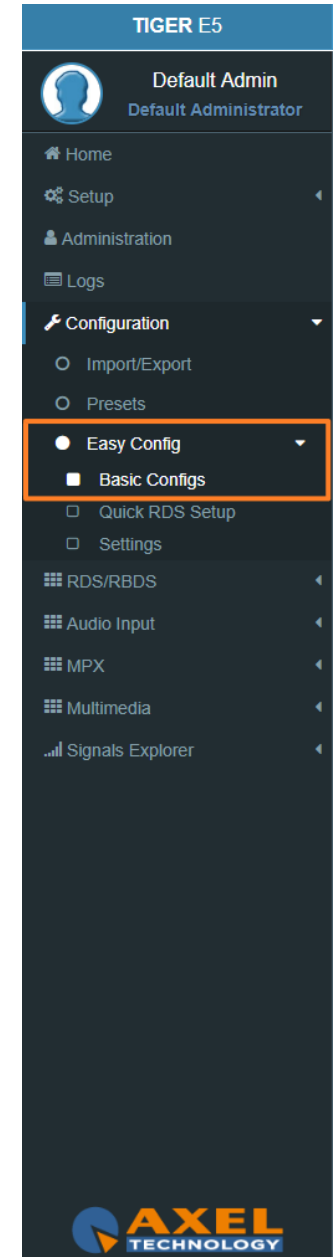 TIGER E5
Default Admin
Default Administrator
Home
Setup
Administration
Logs
Configuration
Import/Export
Presets
Easy Config
Basic Configs
Quick RDS Setup
Settings
RDS/RBDS
Audio Input
MPX
Multimedia
Signals Explorer
AXEL
TECHNOLOGY